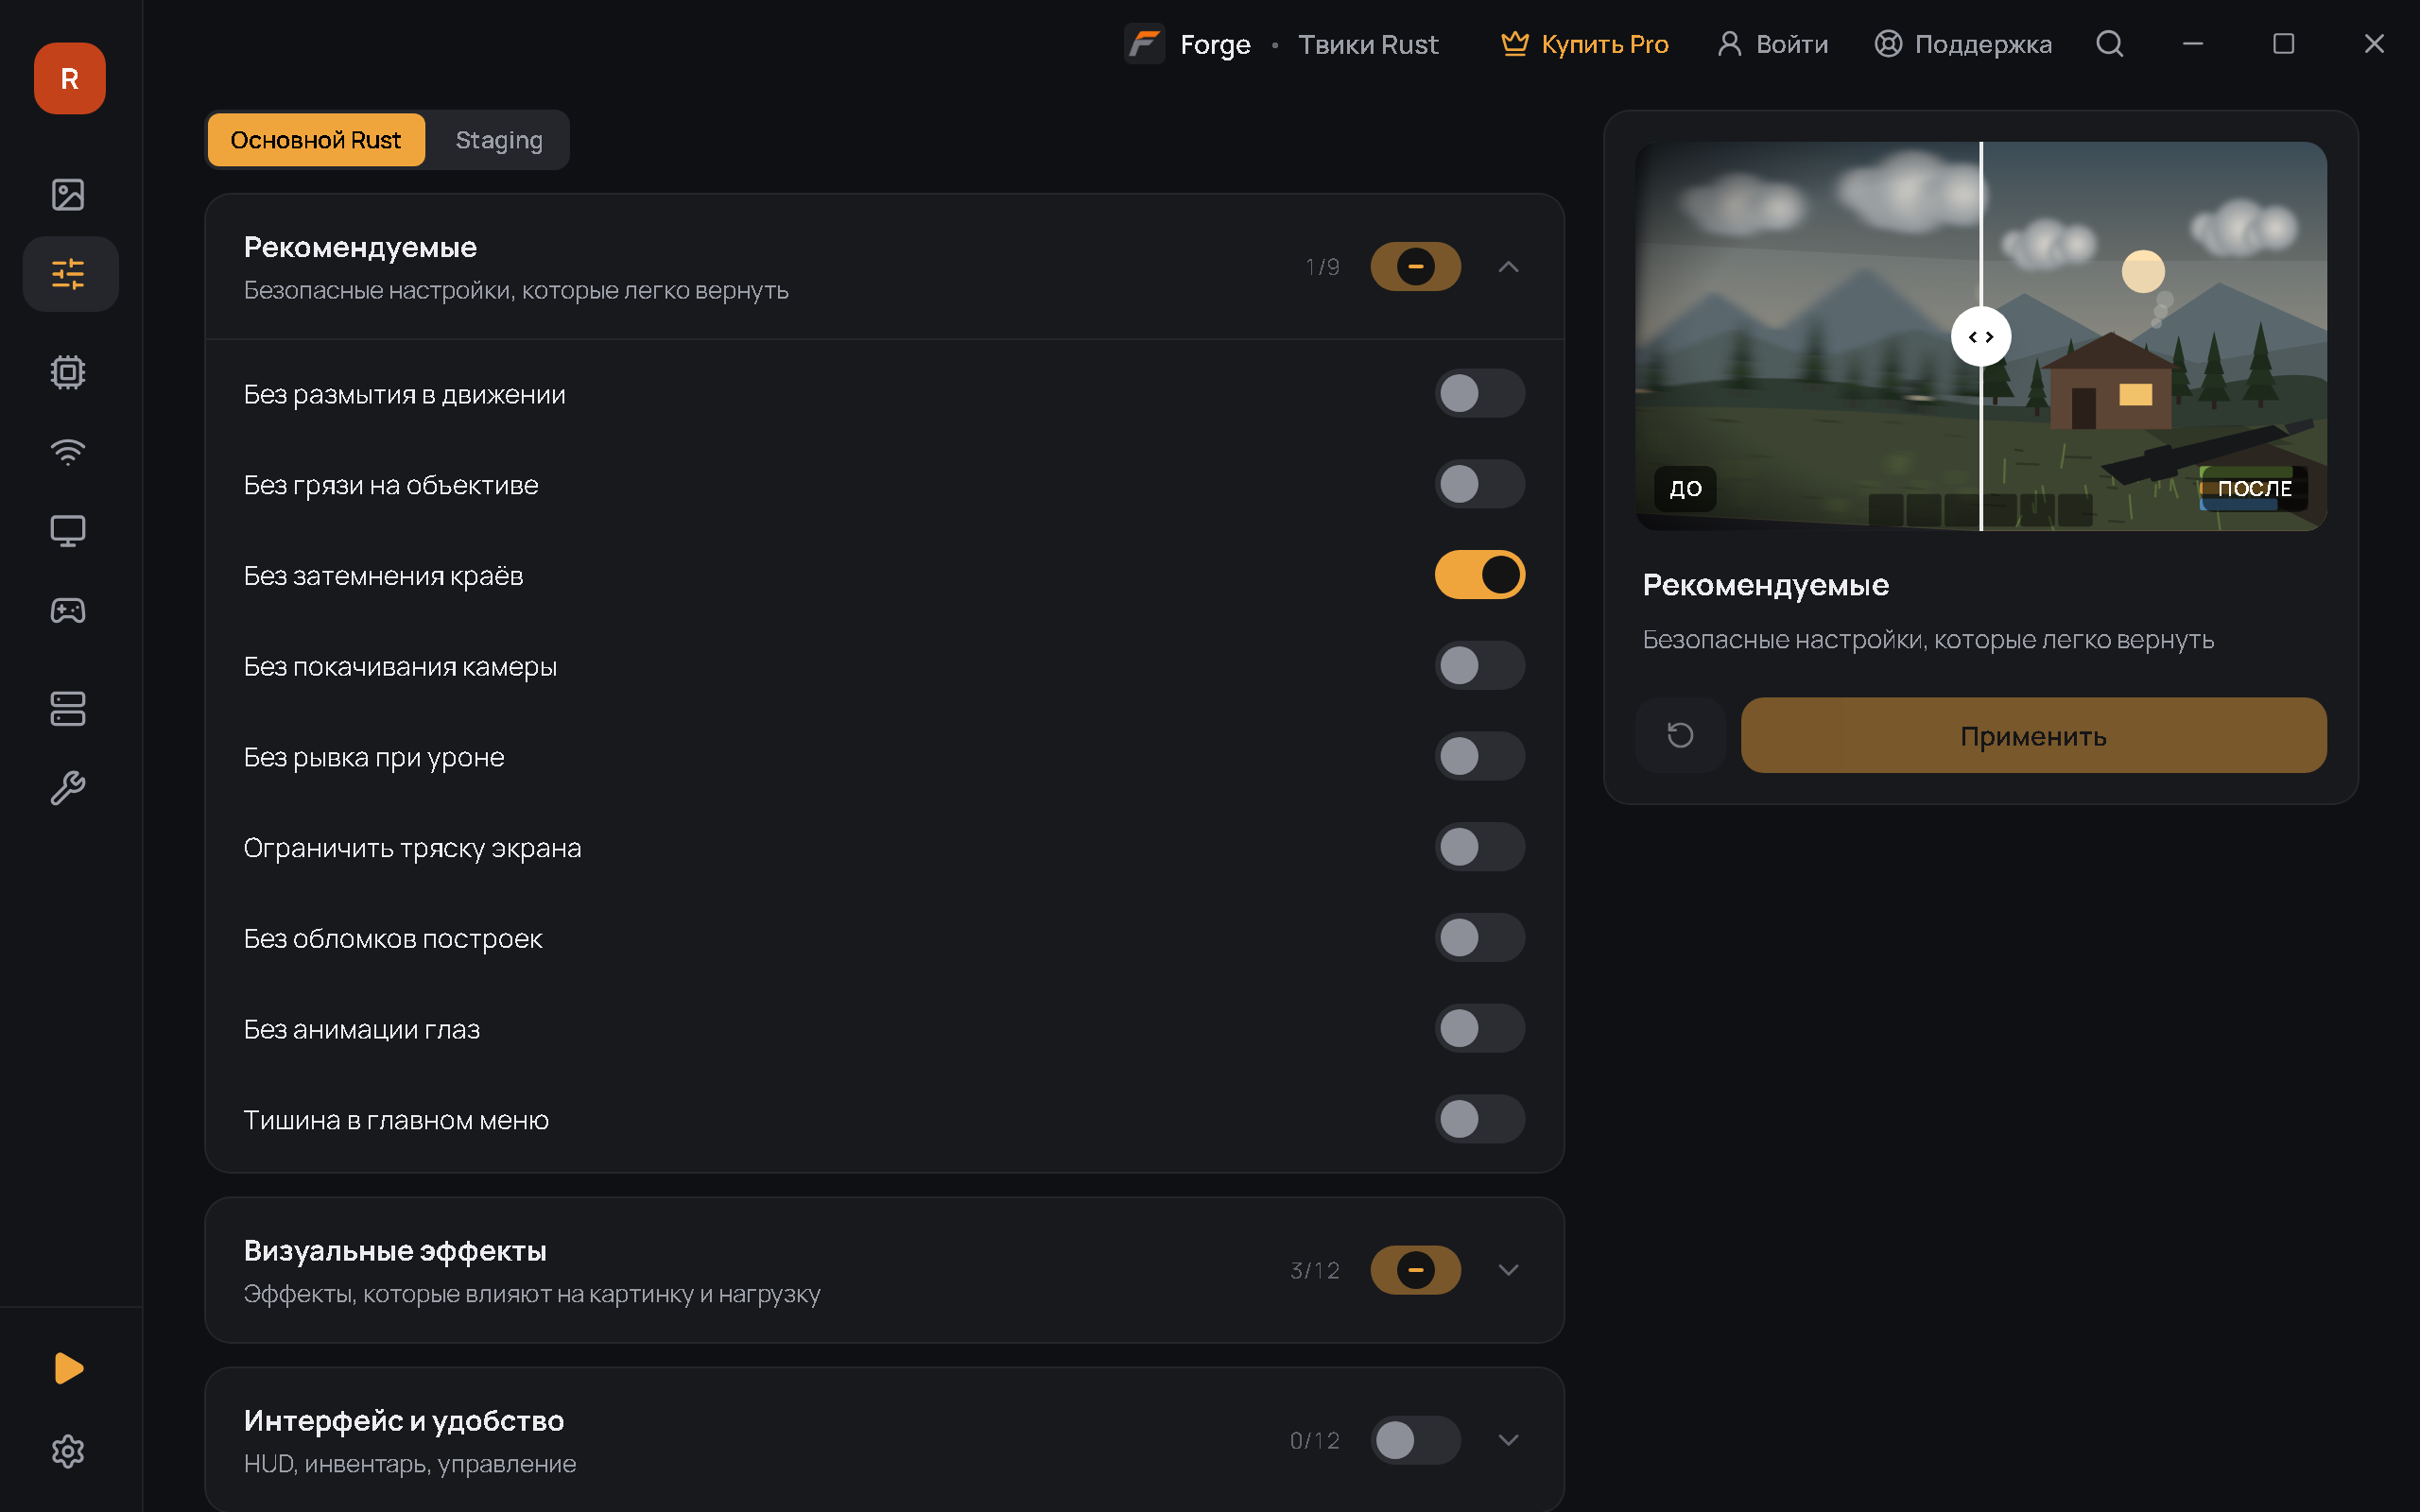 R
Forge • Твики Rust
Купить Pro
Войти
Поддержка
Основной Rust
Staging
Рекомендуемые
Безопасные настройки, которые легко вернуть
1/9
Без размытия в движении
Без грязи на объективе
Без затемнения краёв
Без покачивания камеры
Без рывка при уроне
Ограничить тряску экрана
Без обломков построек
Без анимации глаз
Тишина в главном меню
Визуальные эффекты
Эффекты, которые влияют на картинку и нагрузку
3/12
Интерфейс и удобство
HUD, инвентарь, управление
0/12
ДО
ПОСЛЕ
Рекомендуемые
Безопасные настройки, которые легко вернуть
Применить